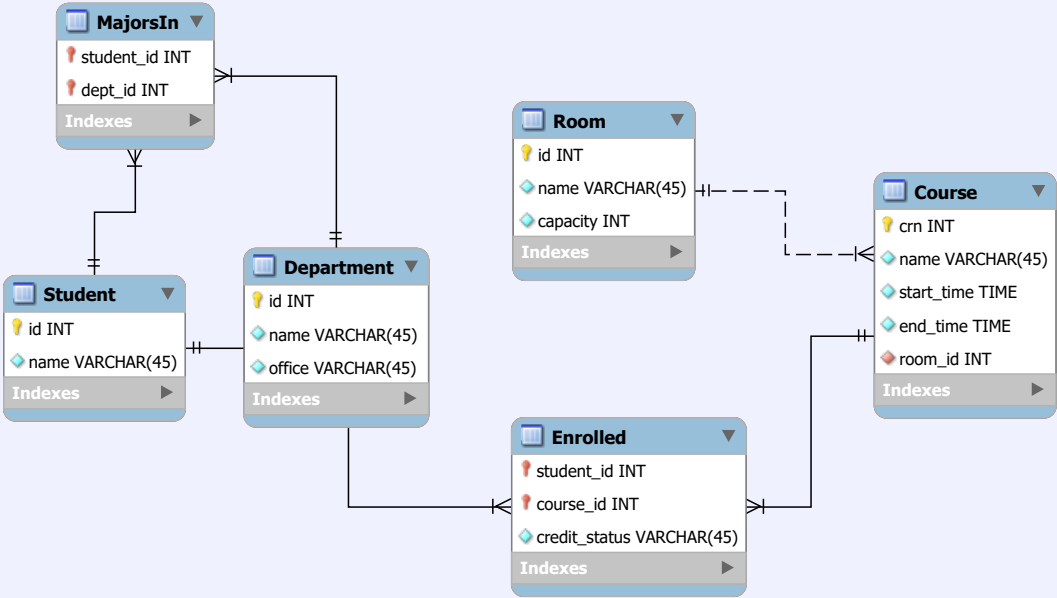 MajorsIn
student_id INT
dept_id INT
Indexes
Student
id INT
name VARCHAR(45)
Indexes
Department
id INT
name VARCHAR(45)
office VARCHAR(45)
Indexes
Room
id INT
name VARCHAR(45)
capacity INT
Indexes
Course
crn INT
name VARCHAR(45)
start_time TIME
end_time TIME
room_id INT
Indexes
Enrolled
student_id INT
course_id INT
credit_status VARCHAR(45)
Indexes